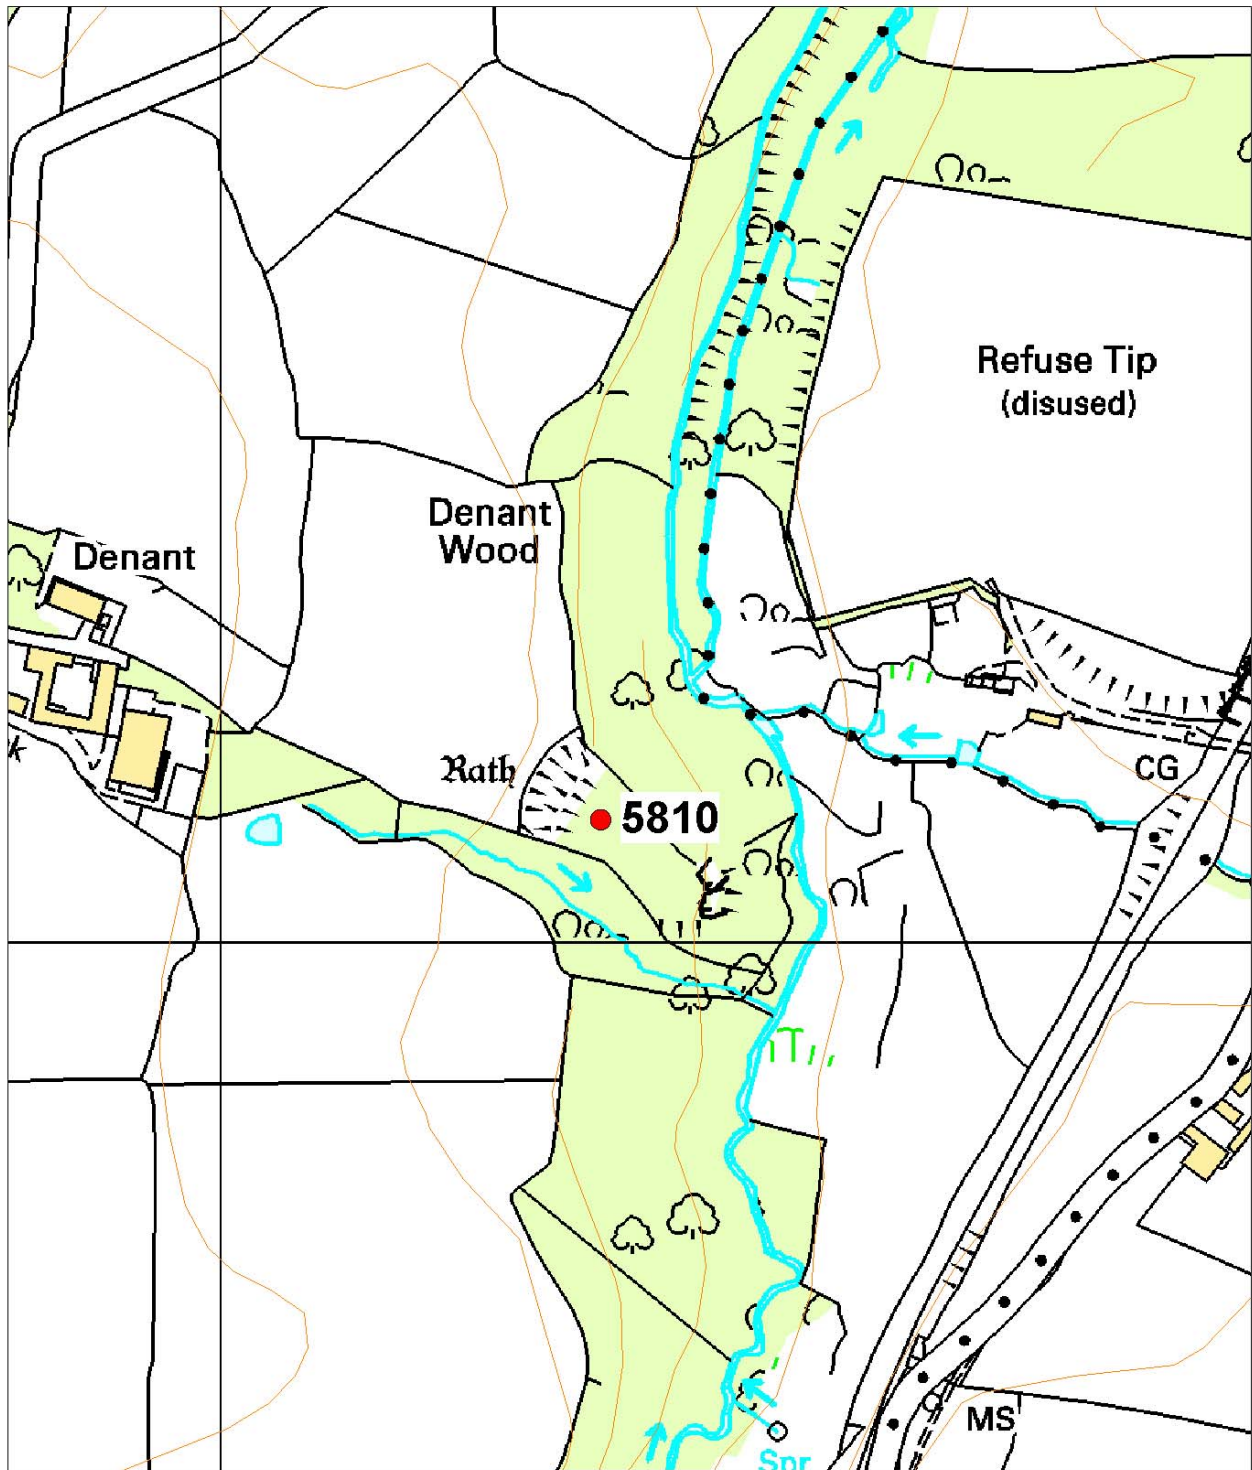 Refuse Tip
(disused)
Denant
Wood
Denant
Rath
k
CG
5810
MS
Spr